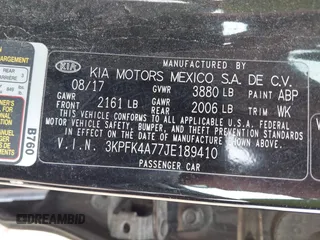 MANUFACTURED BY
KIA KIA MOTORS MEXICO S.A. DE C.V.
08/17 GVWR 3880 LB PAINT ABP
GAWR GAWR
FRONT 2161 LB REAR 2006 LB TRIM WK
THIS VEHICLE CONFORMS TO ALL APPLICABLE FEDERAL MOTOR
VEHICLE SAFETY, BUMPER, AND THEFT PREVENTION STANDARDS
IN EFFECT ON THE DATE OF MANUFACTURE SHOWN ABOVE.
V.I.N. 3KPFK4A77JE189410
PASSENGER CAR
REAR
B760
DREAMBID